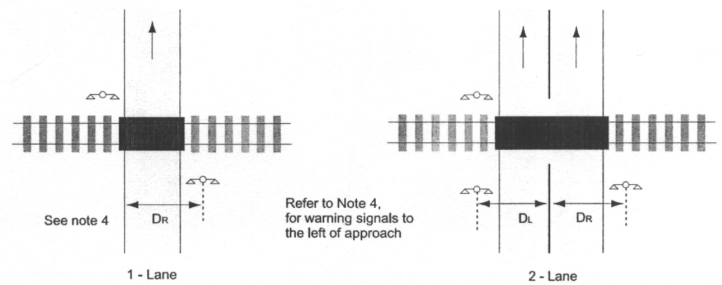 See note 4
DR
1 - Lane
Refer to Note 4,
for warning signals to
the left of approach
DL
DR
2 - Lane